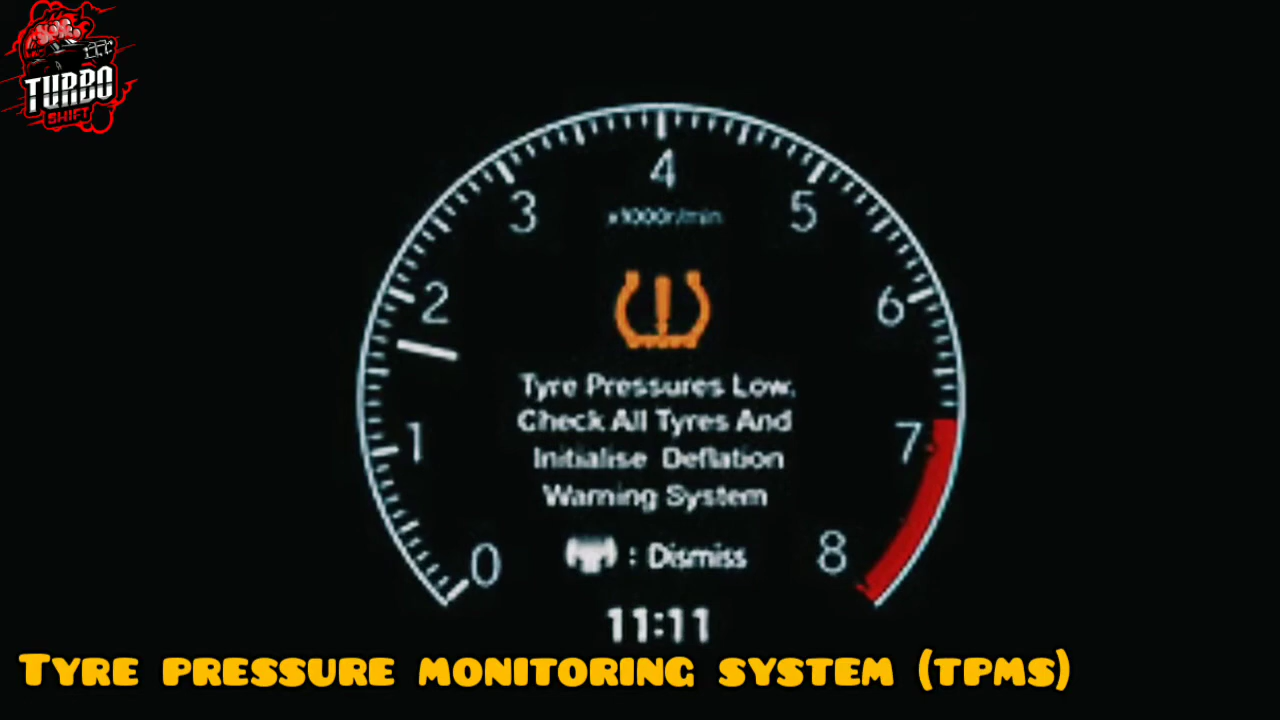 TURBO
SHIFT
4
3
5
x1000r/min
2
6
Tyre Pressures Low.
Check All Tyres And
1
7
Initialise Deflation
Warning System
0
: Dismiss
8
11:11
Tyre pressure monitoring system (tpms)